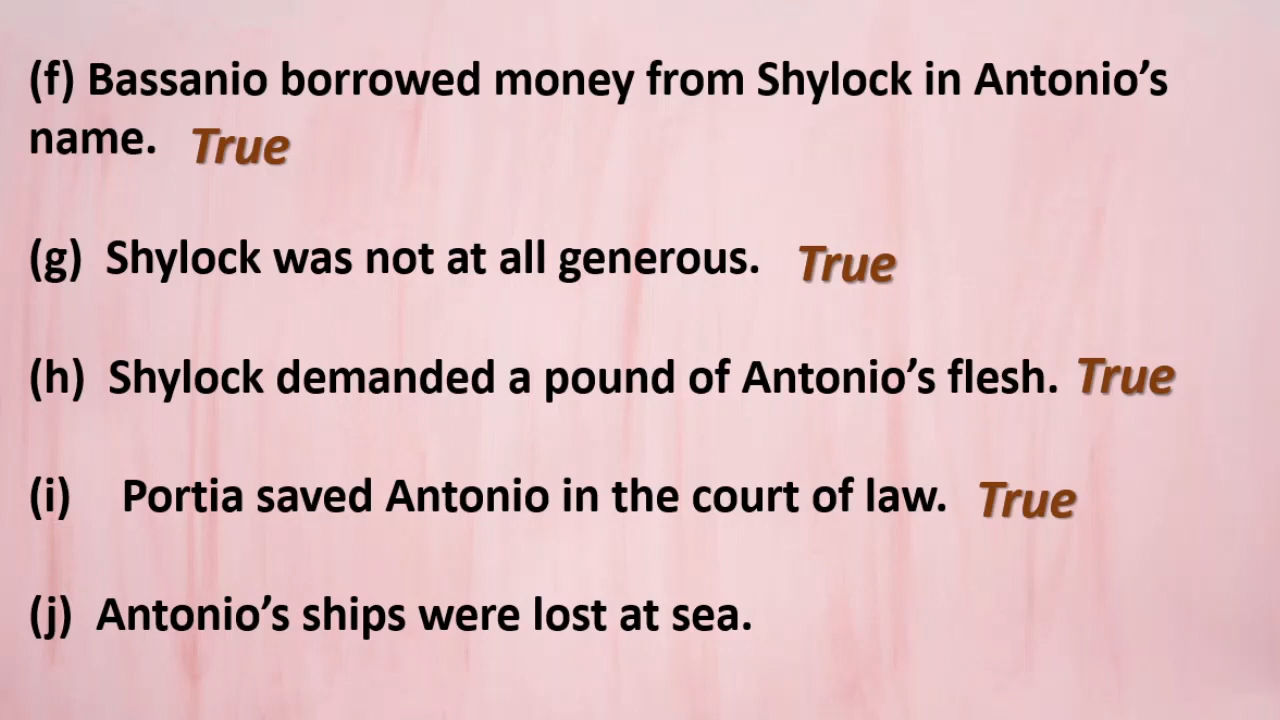 (f) Bassanio borrowed money from Shylock in Antonio’s
name. True
(g) Shylock was not at all generous. True
(h) Shylock demanded a pound of Antonio’s flesh. True
(i) Portia saved Antonio in the court of law. True
(j) Antonio’s ships were lost at sea.